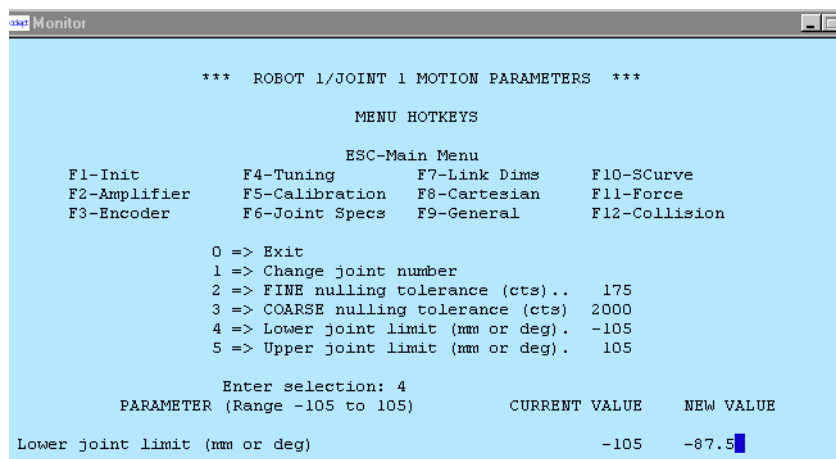 adept Monitor
*** ROBOT 1/JOINT 1 MOTION PARAMETERS ***
MENU HOTKEYS
ESC-Main Menu
F1-Init F4-Tuning F7-Link Dims F10-SCurve
F2-Amplifier F5-Calibration F8-Cartesian F11-Force
F3-Encoder F6-Joint Specs F9-General F12-Collision
0 => Exit
1 => Change joint number
2 => FINE nulling tolerance (cts).. 175
3 => COARSE nulling tolerance (cts) 2000
4 => Lower joint limit (mm or deg). -105
5 => Upper joint limit (mm or deg). 105
Enter selection: 4
PARAMETER (Range -105 to 105) CURRENT VALUE NEW VALUE
Lower joint limit (mm or deg) -105 -87.5